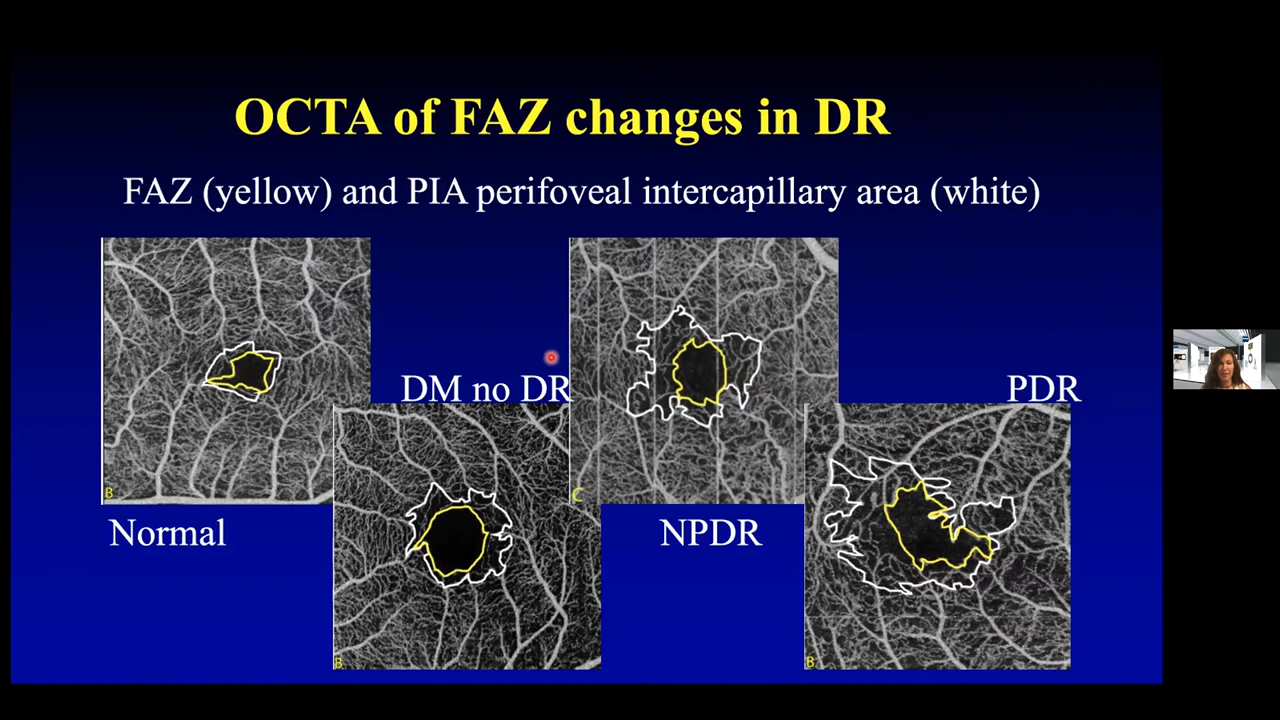 OCTA of FAZ changes in DR
FAZ (yellow) and PIA perifoveal intercapillary area (white)
DM no DR
PDR
B
C
Normal
NPDR
B
B